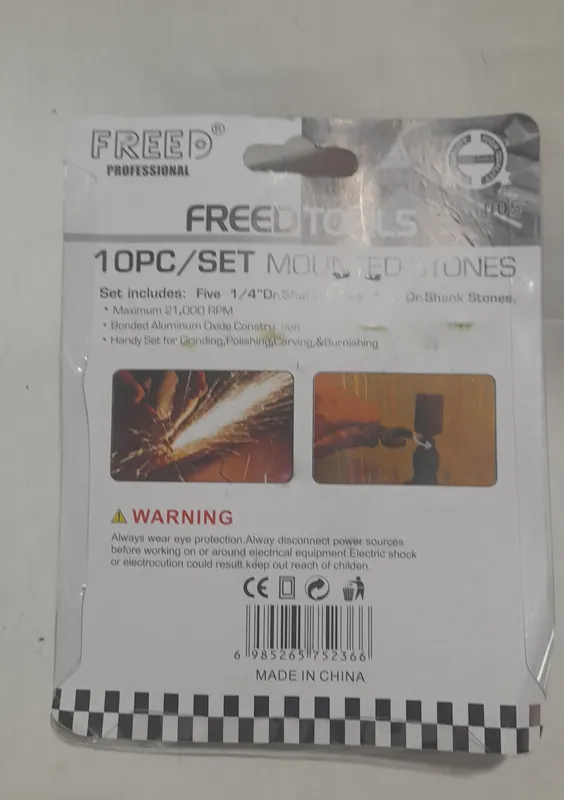 FREED®
PROFESSIONAL
FREED TOOLS
10PC/SET MOUNTED STONES
Set includes: Five 1/4"Dr. Dr.Shank Stones.
• Maximum 21,000 RPM
• Bonded Aluminum Oxide
• Handy Set for Grinding,Polishing,Carving,&Burnishing
WARNING
Always wear eye protection.Alway disconnect power sources
before working on or around electrical equipment.Electric shock
or electrocution could result.keep out reach of childen.
CE
6 985265 752366
MADE IN CHINA